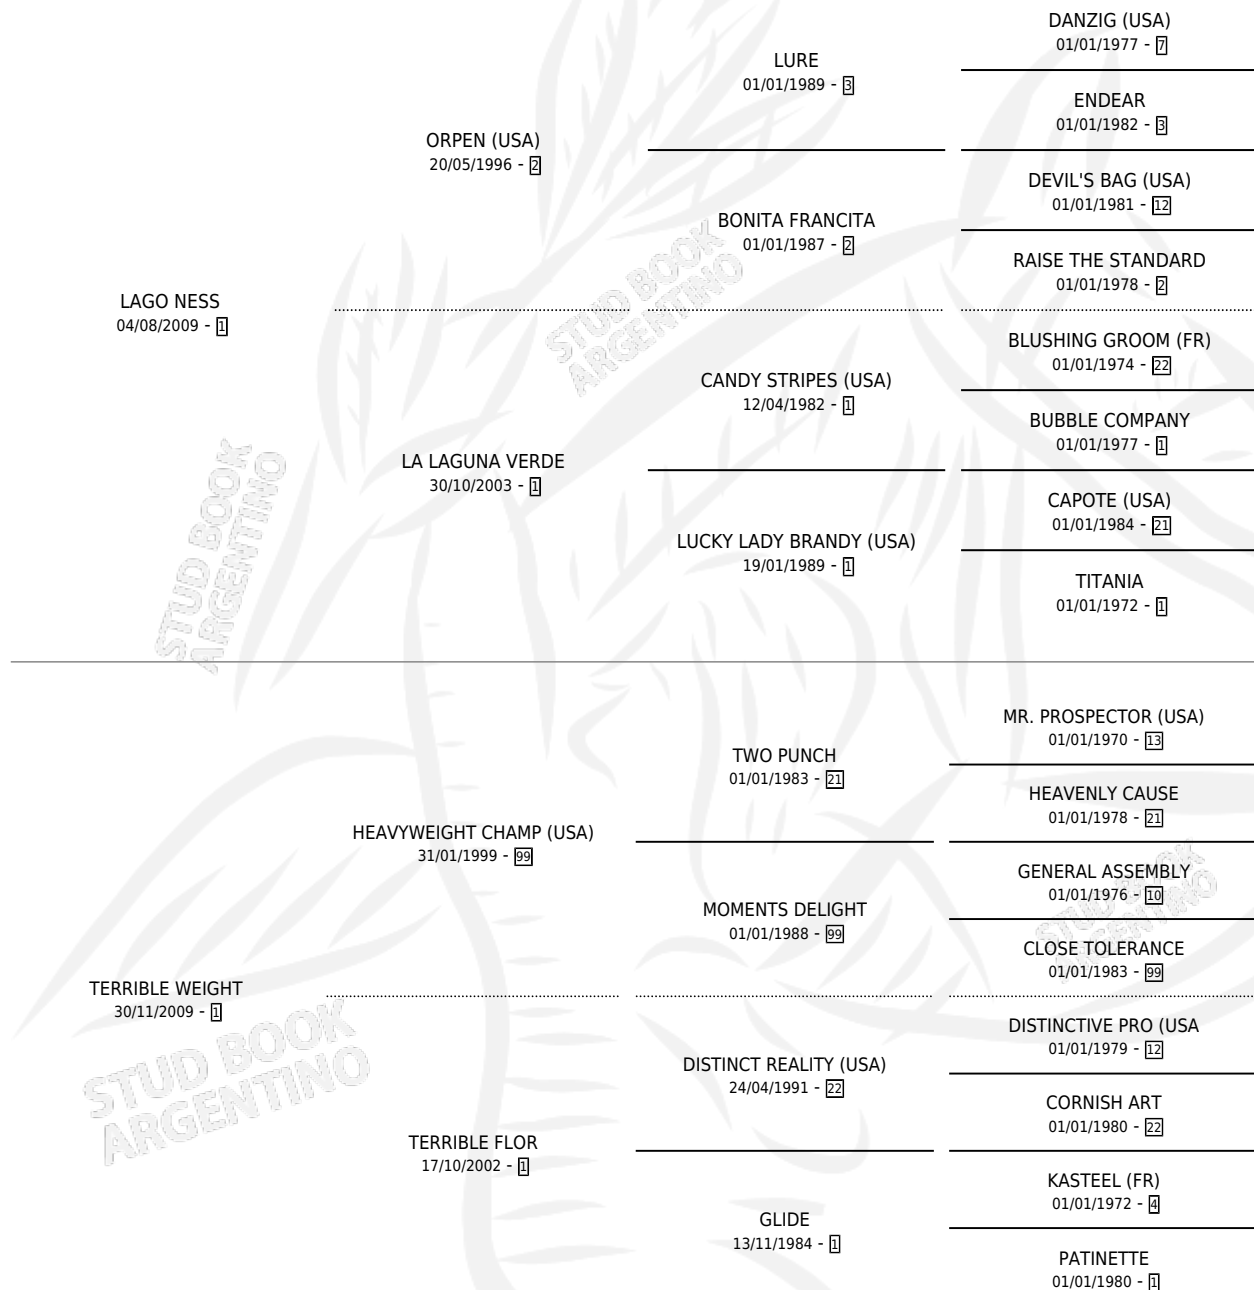 DANZIG (USA)
01/01/1977 - 7
LURE
01/01/1989 - 3
ENDEAR
01/01/1982 - 3
ORPEN (USA)
20/05/1996 - 2
DEVIL'S BAG (USA)
01/01/1981 - 12
BONITA FRANCITA
01/01/1987 - 2
RAISE THE STANDARD
01/01/1978 - 2
LAGO NESS
04/08/2009 - 1
BLUSHING GROOM (FR)
01/01/1974 - 22
CANDY STRIPES (USA)
12/04/1982 - 1
BUBBLE COMPANY
01/01/1977 - 1
LA LAGUNA VERDE
30/10/2003 - 1
CAPOTE (USA)
01/01/1984 - 21
LUCKY LADY BRANDY (USA)
19/01/1989 - 1
TITANIA
01/01/1972 - 1
MR. PROSPECTOR (USA)
01/01/1970 - 13
TWO PUNCH
01/01/1983 - 21
HEAVENLY CAUSE
01/01/1978 - 21
HEAVYWEIGHT CHAMP (USA)
31/01/1999 - 99
GENERAL ASSEMBLY
01/01/1976 - 10
MOMENTS DELIGHT
01/01/1988 - 99
CLOSE TOLERANCE
01/01/1983 - 99
TERRIBLE WEIGHT
30/11/2009 - 1
DISTINCTIVE PRO (USA
01/01/1979 - 12
DISTINCT REALITY (USA)
24/04/1991 - 22
CORNISH ART
01/01/1980 - 22
TERRIBLE FLOR
17/10/2002 - 1
KASTEEL (FR)
01/01/1972 - 4
GLIDE
13/11/1984 - 1
PATINETTE
01/01/1980 - 1
STUD BOOK
ARGENTINO
STUD BOOK
ARGENTINO
STUD BOOK
ARGENTINO
STUD BOOK
ARGENTINO